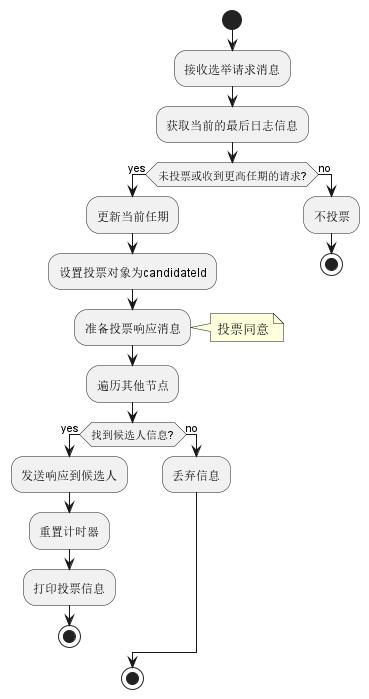 接收选举请求消息
获取当前的最后日志信息
未投票或收到更高任期的请求?
yes
no
更新当前任期
不投票
设置投票对象为candidateId
准备投票响应消息
投票同意
遍历其他节点
找到候选人信息?
yes
no
发送响应到候选人
丢弃信息
重置计时器
打印投票信息